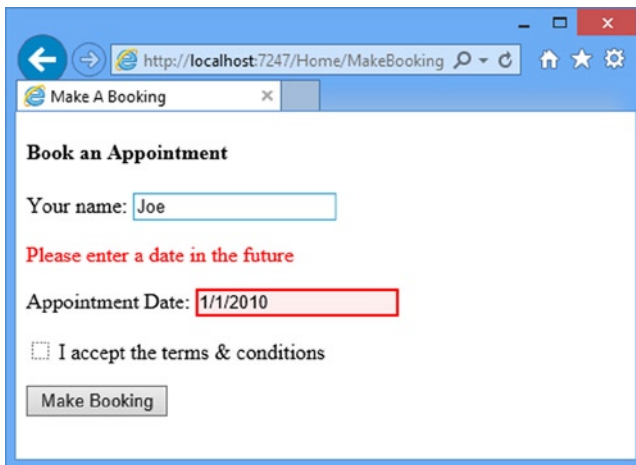 http://localhost:7247/Home/MakeBooking
Make A Booking
Book an Appointment
Your name: Joe
Please enter a date in the future
Appointment Date: 1/1/2010
I accept the terms & conditions
Make Booking